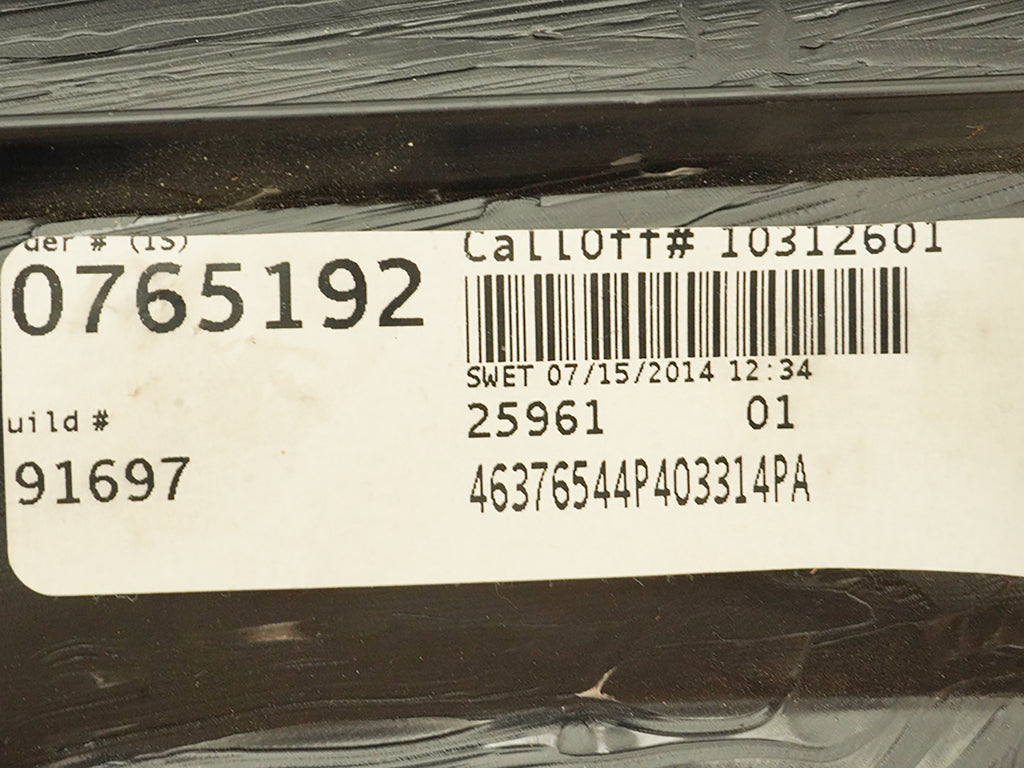 der # (IS)
0765192
CallOff# 10312601
SWET 07/15/2014 12:34
25961 01
uild #
91697
46376544P403314PA